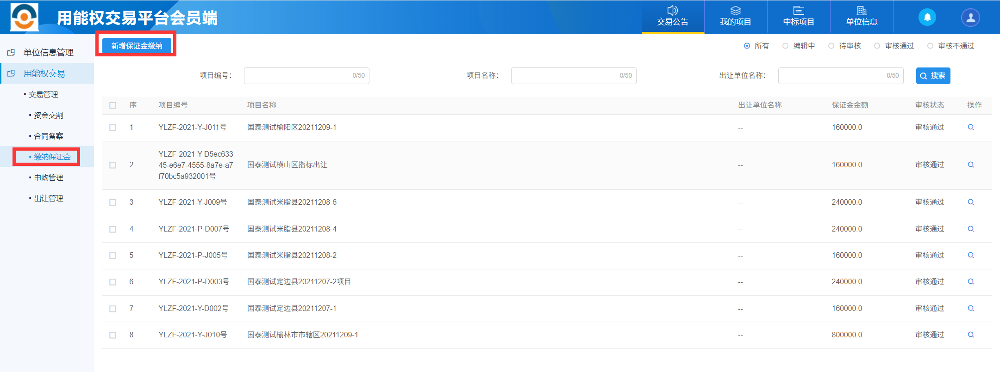 用能权交易平台会员端
交易公告
我的项目
中标项目
单位信息
单位信息管理
用能权交易
▪ 交易管理
▪ 资金交割
▪ 合同备案
▪ 缴纳保证金
▪ 申购管理
▪ 出让管理
新增保证金缴纳
所有 编辑中 待审核 审核通过 审核不通过
项目编号： 0/50 项目名称： 0/50 出让单位名称： 0/50 搜索
序 项目编号 项目名称 出让单位名称 保证金金额 审核状态 操作
1 YLZF-2021-Y-J011号 国泰测试榆阳区20211209-1 -- 160000.0 审核通过
YLZF-2021-Y-D5ec633
2 45-e6e7-4555-8a7e-a7 国泰测试横山区指标出让 -- 160000.0 审核通过
f70bc5a932001号
3 YLZF-2021-Y-J009号 国泰测试米脂县20211208-6 -- 240000.0 审核通过
4 YLZF-2021-P-D007号 国泰测试米脂县20211208-4 -- 240000.0 审核通过
5 YLZF-2021-P-J005号 国泰测试米脂县20211208-2 -- 160000.0 审核通过
6 YLZF-2021-P-D003号 国泰测试定边县20211207-2项目 -- 240000.0 审核通过
7 YLZF-2021-Y-D002号 国泰测试定边县20211207-1 -- 160000.0 审核通过
8 YLZF-2021-Y-J010号 国泰测试榆林市市辖区20211209-1 -- 800000.0 审核通过